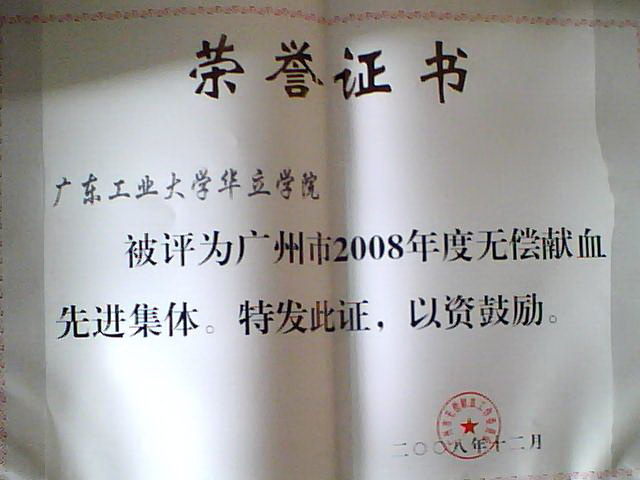 荣誉证书
广东工业大学华立学院
被评为广州市2008年度无偿献血
先进集体。特发此证，以资鼓励。
二〇〇八年十二月